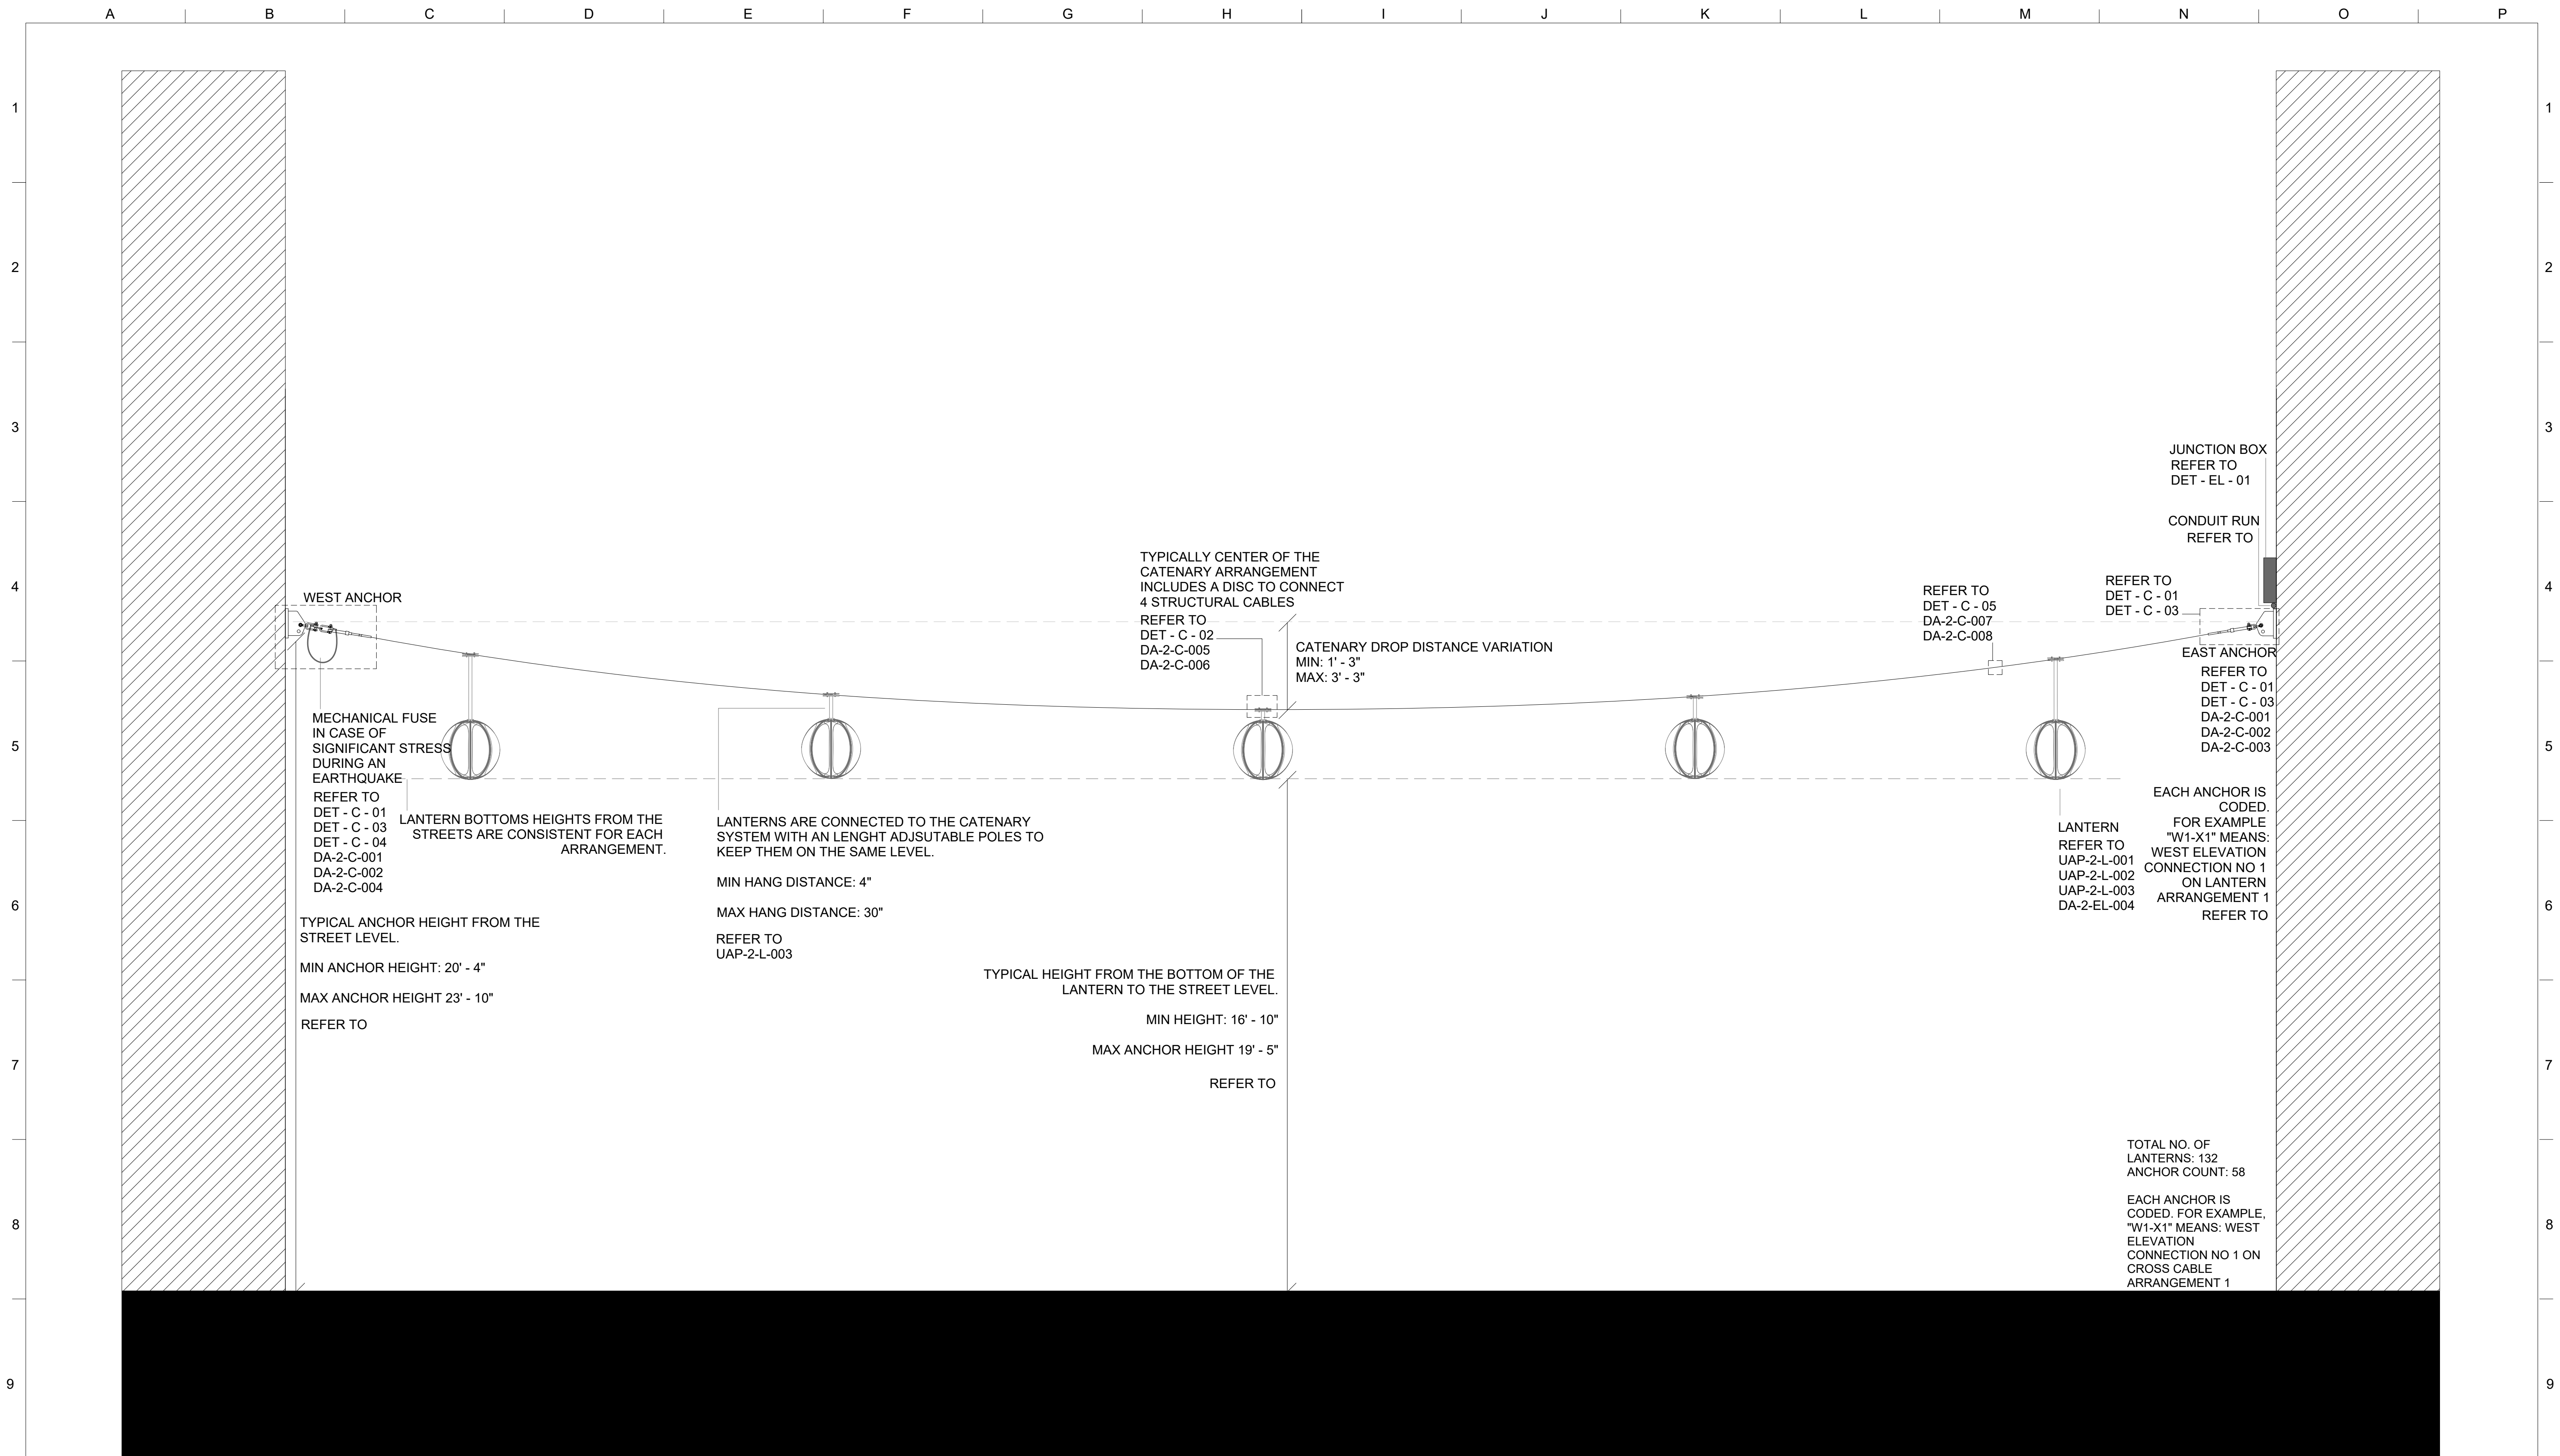 A B C D E F G H I J K L M N O P
1 1
2 2
3 3
4 4
5 5
6 6
7 7
8 8
9 9
JUNCTION BOX
REFER TO
DET - EL - 01
CONDUIT RUN
REFER TO
WEST ANCHOR
TYPICALLY CENTER OF THE
CATENARY ARRANGEMENT
INCLUDES A DISC TO CONNECT
4 STRUCTURAL CABLES
REFER TO
DET - C - 02
DA-2-C-005
DA-2-C-006
CATENARY DROP DISTANCE VARIATION
MIN: 1' - 3"
MAX: 3' - 3"
REFER TO
DET - C - 05
DA-2-C-007
DA-2-C-008
REFER TO
DET - C - 01
DET - C - 03
EAST ANCHOR
REFER TO
DET - C - 01
DET - C - 03
DA-2-C-001
DA-2-C-002
DA-2-C-003
MECHANICAL FUSE
IN CASE OF
SIGNIFICANT STRESS
DURING AN
EARTHQUAKE
REFER TO
DET - C - 01
DET - C - 03
DET - C - 04
DA-2-C-001
DA-2-C-002
DA-2-C-004
LANTERN BOTTOMS HEIGHTS FROM THE
STREETS ARE CONSISTENT FOR EACH
ARRANGEMENT.
LANTERNS ARE CONNECTED TO THE CATENARY
SYSTEM WITH AN LENGHT ADJSUTABLE POLES TO
KEEP THEM ON THE SAME LEVEL.
MIN HANG DISTANCE: 4"
MAX HANG DISTANCE: 30"
REFER TO
UAP-2-L-003
LANTERN
REFER TO
UAP-2-L-001
UAP-2-L-002
UAP-2-L-003
DA-2-EL-004
EACH ANCHOR IS
CODED.
FOR EXAMPLE
"W1-X1" MEANS:
WEST ELEVATION
CONNECTION NO 1
ON LANTERN
ARRANGEMENT 1
REFER TO
TYPICAL ANCHOR HEIGHT FROM THE
STREET LEVEL.
MIN ANCHOR HEIGHT: 20' - 4"
MAX ANCHOR HEIGHT 23' - 10"
REFER TO
TYPICAL HEIGHT FROM THE BOTTOM OF THE
LANTERN TO THE STREET LEVEL.
MIN HEIGHT: 16' - 10"
MAX ANCHOR HEIGHT 19' - 5"
REFER TO
TOTAL NO. OF
LANTERNS: 132
ANCHOR COUNT: 58
EACH ANCHOR IS
CODED. FOR EXAMPLE,
"W1-X1" MEANS: WEST
ELEVATION
CONNECTION NO 1 ON
CROSS CABLE
ARRANGEMENT 1